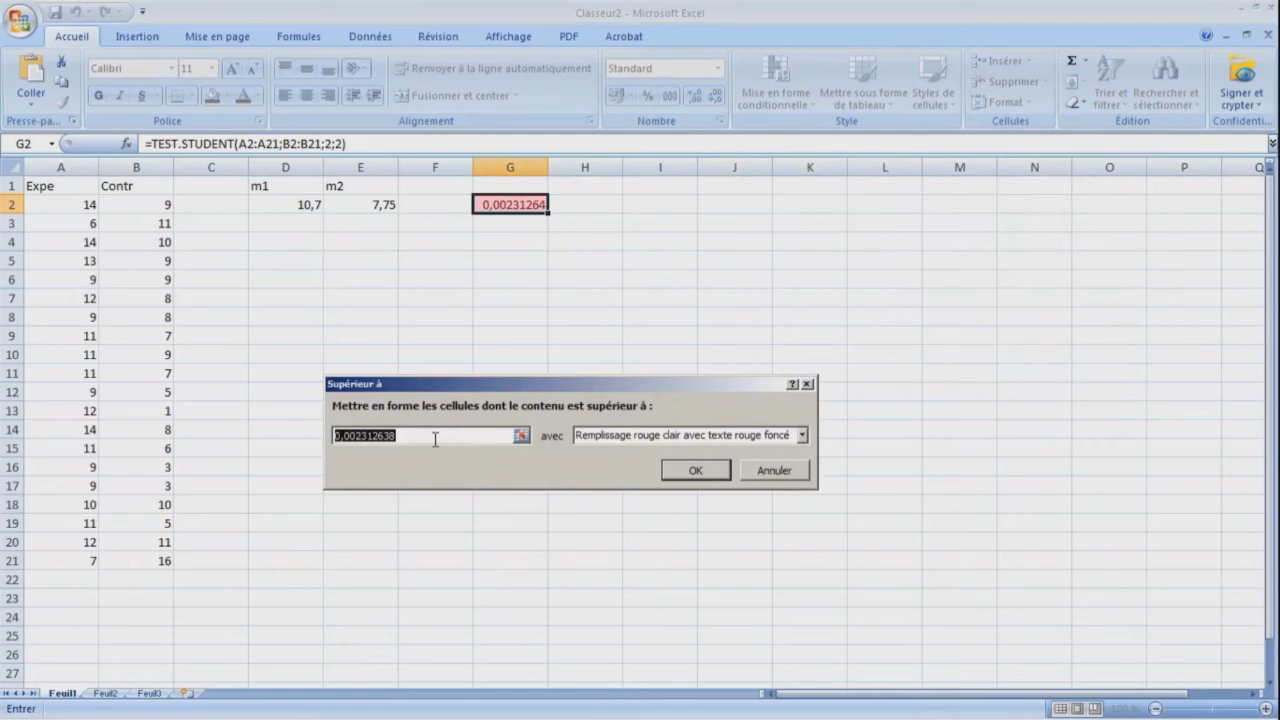 Classeur2 - Microsoft Excel
Accueil Insertion Mise en page Formules Données Révision Affichage PDF Acrobat
Coller
Calibri 11
G I S
Renvoyer à la ligne automatiquement
Fusionner et centrer
Standard
% 000
Mise en forme conditionnelle
Mettre sous forme de tableau
Styles de cellules
Insérer
Supprimer
Format
Σ
Trier et filtrer
Rechercher et sélectionner
Signer et crypter
Presse-pa... Police Alignement Nombre Style Cellules Édition Confidenti...
G2 fx =TEST.STUDENT(A2:A21;B2:B21;2;2)
A B C D E F G H I J K L M N O P Q
1 Expe Contr m1 m2
2 14 9 10,7 7,75 0,00231264
3 6 11
4 14 10
5 13 9
6 9 9
7 12 8
8 9 8
9 11 7
10 11 9
11 11 7
12 9 5
13 12 1
14 14 8
15 11 6
16 9 3
17 9 3
18 10 10
19 11 5
20 12 11
21 7 16
22
23
24
25
26
27
Supérieur à
Mettre en forme les cellules dont le contenu est supérieur à :
0,002312638 avec Remplissage rouge clair avec texte rouge foncé
OK Annuler
Feuil1 Feuil2 Feuil3
Entrer 100 %